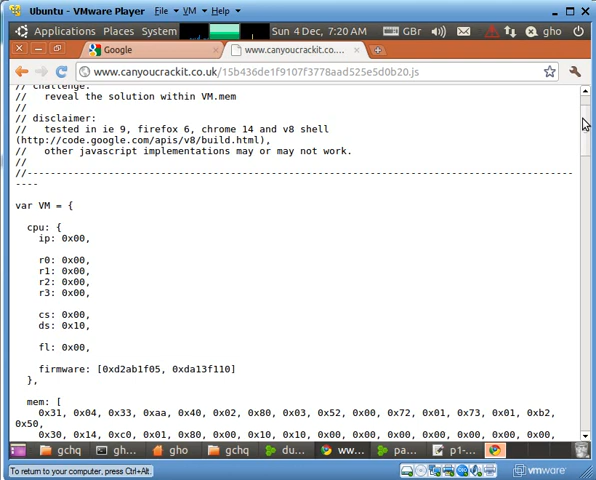 Ubuntu - VMware Player File VM Help
Applications Places System Sun 4 Dec, 7:20 AM GBr gho
Google
www.canyoucrackit.co....
www.canyoucrackit.co.uk/15b436de1f9107f3778aad525e5d0b20.js
// challenge:
// reveal the solution within VM.mem
//
// disclaimer:
// tested in ie 9, firefox 6, chrome 14 and v8 shell
(http://code.google.com/apis/v8/build.html),
// other javascript implementations may or may not work.
//
//--------------------------------------------------------------------------
----
var VM = {
cpu: {
ip: 0x00,
r0: 0x00,
r1: 0x00,
r2: 0x00,
r3: 0x00,
cs: 0x00,
ds: 0x10,
fl: 0x00,
firmware: [0xd2ab1f05, 0xda13f110]
},
mem: [
0x31, 0x04, 0x33, 0xaa, 0x40, 0x02, 0x80, 0x03, 0x52, 0x00, 0x72, 0x01, 0x73, 0x01, 0xb2,
0x50,
0x30, 0x14, 0xc0, 0x01, 0x80, 0x00, 0x10, 0x10, 0x00, 0x00, 0x00, 0x00, 0x00, 0x00, 0x00,
gchq gh... gho gchq du... ww... pa... p1-...
To return to your computer, press Ctrl+Alt.
vmware